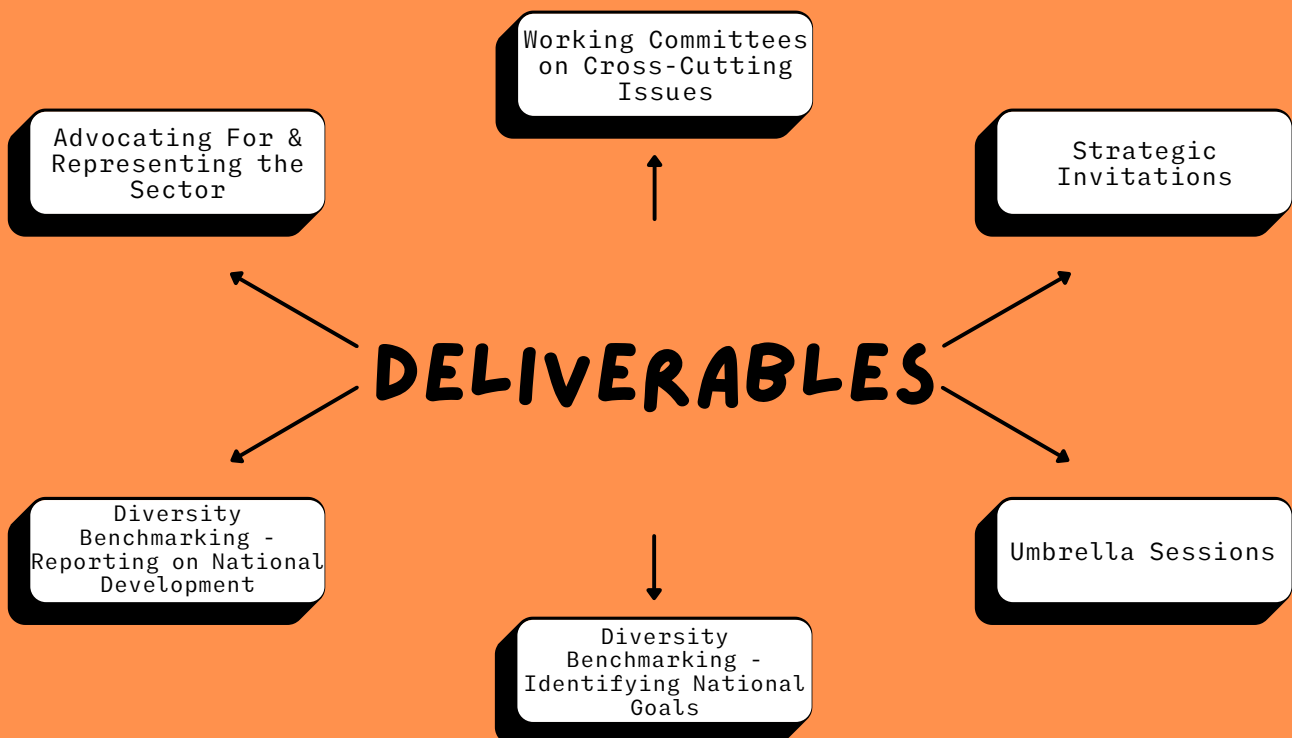 Working Committees
on Cross-Cutting
Issues
Advocating For &
Representing the
Sector
Strategic
Invitations
DELIVERABLES
Diversity
Benchmarking -
Reporting on National
Development
Umbrella Sessions
Diversity
Benchmarking -
Identifying National
Goals